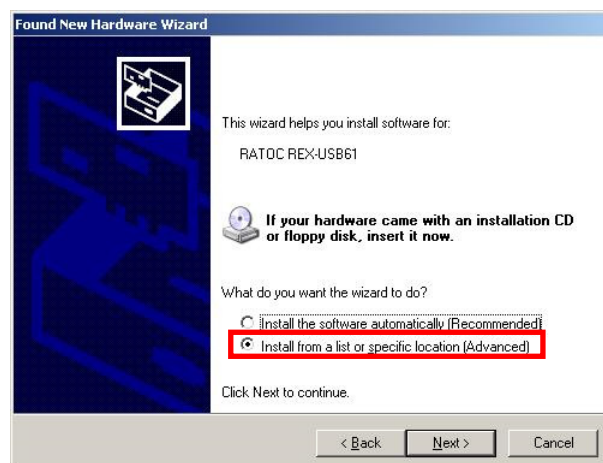 Found New Hardware Wizard
This wizard helps you install software for:
RATOC REX-USB61
If your hardware came with an installation CD
or floppy disk, insert it now.
What do you want the wizard to do?
Install the software automatically (Recommended)
Install from a list or specific location (Advanced)
Click Next to continue.
< Back
Next >
Cancel